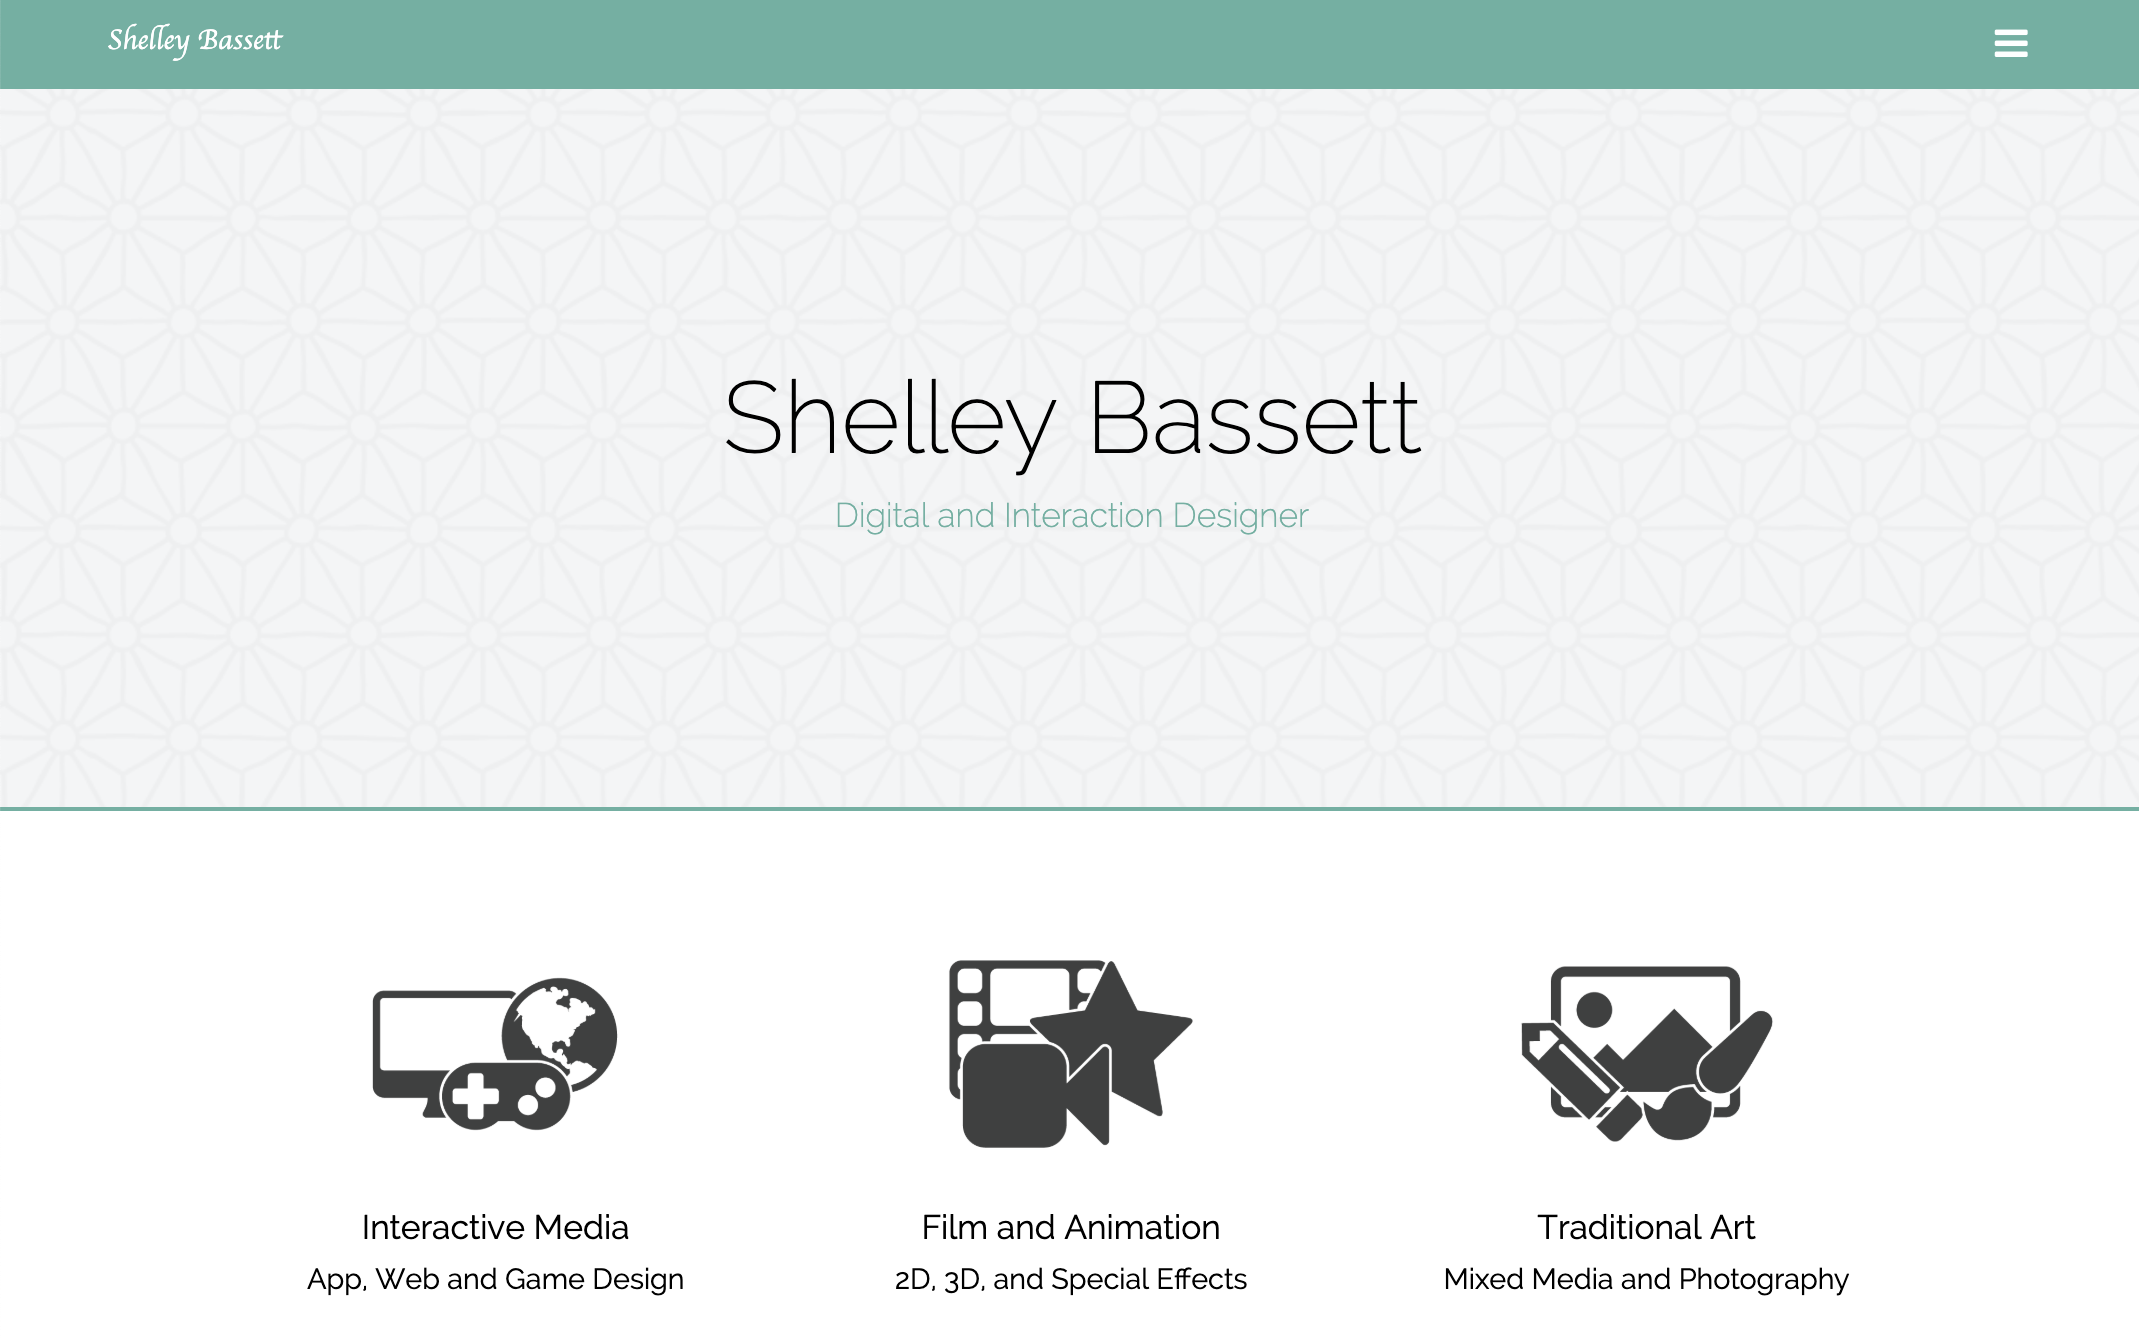 Shelley Bassett
Shelley Bassett
Digital and Interaction Designer
Interactive Media
App, Web and Game Design
Film and Animation
2D, 3D, and Special Effects
Traditional Art
Mixed Media and Photography